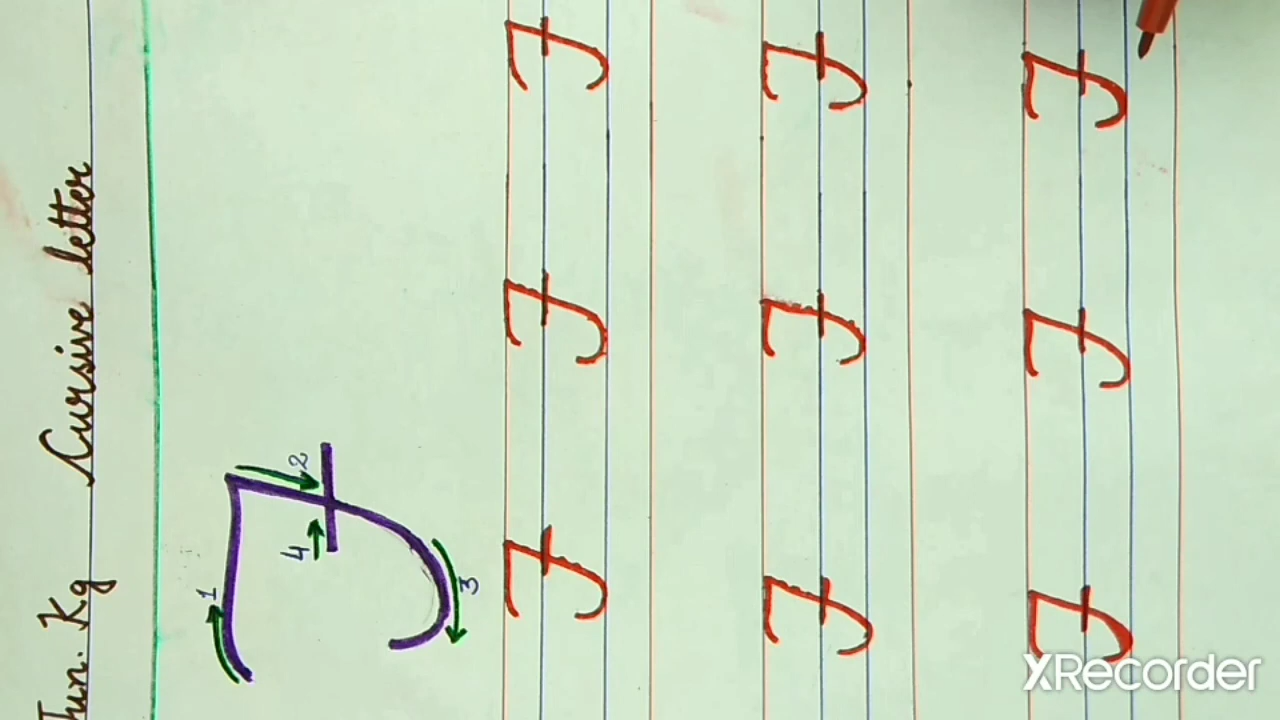 Jun. Kg Cursive letter
1
2
4
3
F F F
F F F
F F F
XRecorder